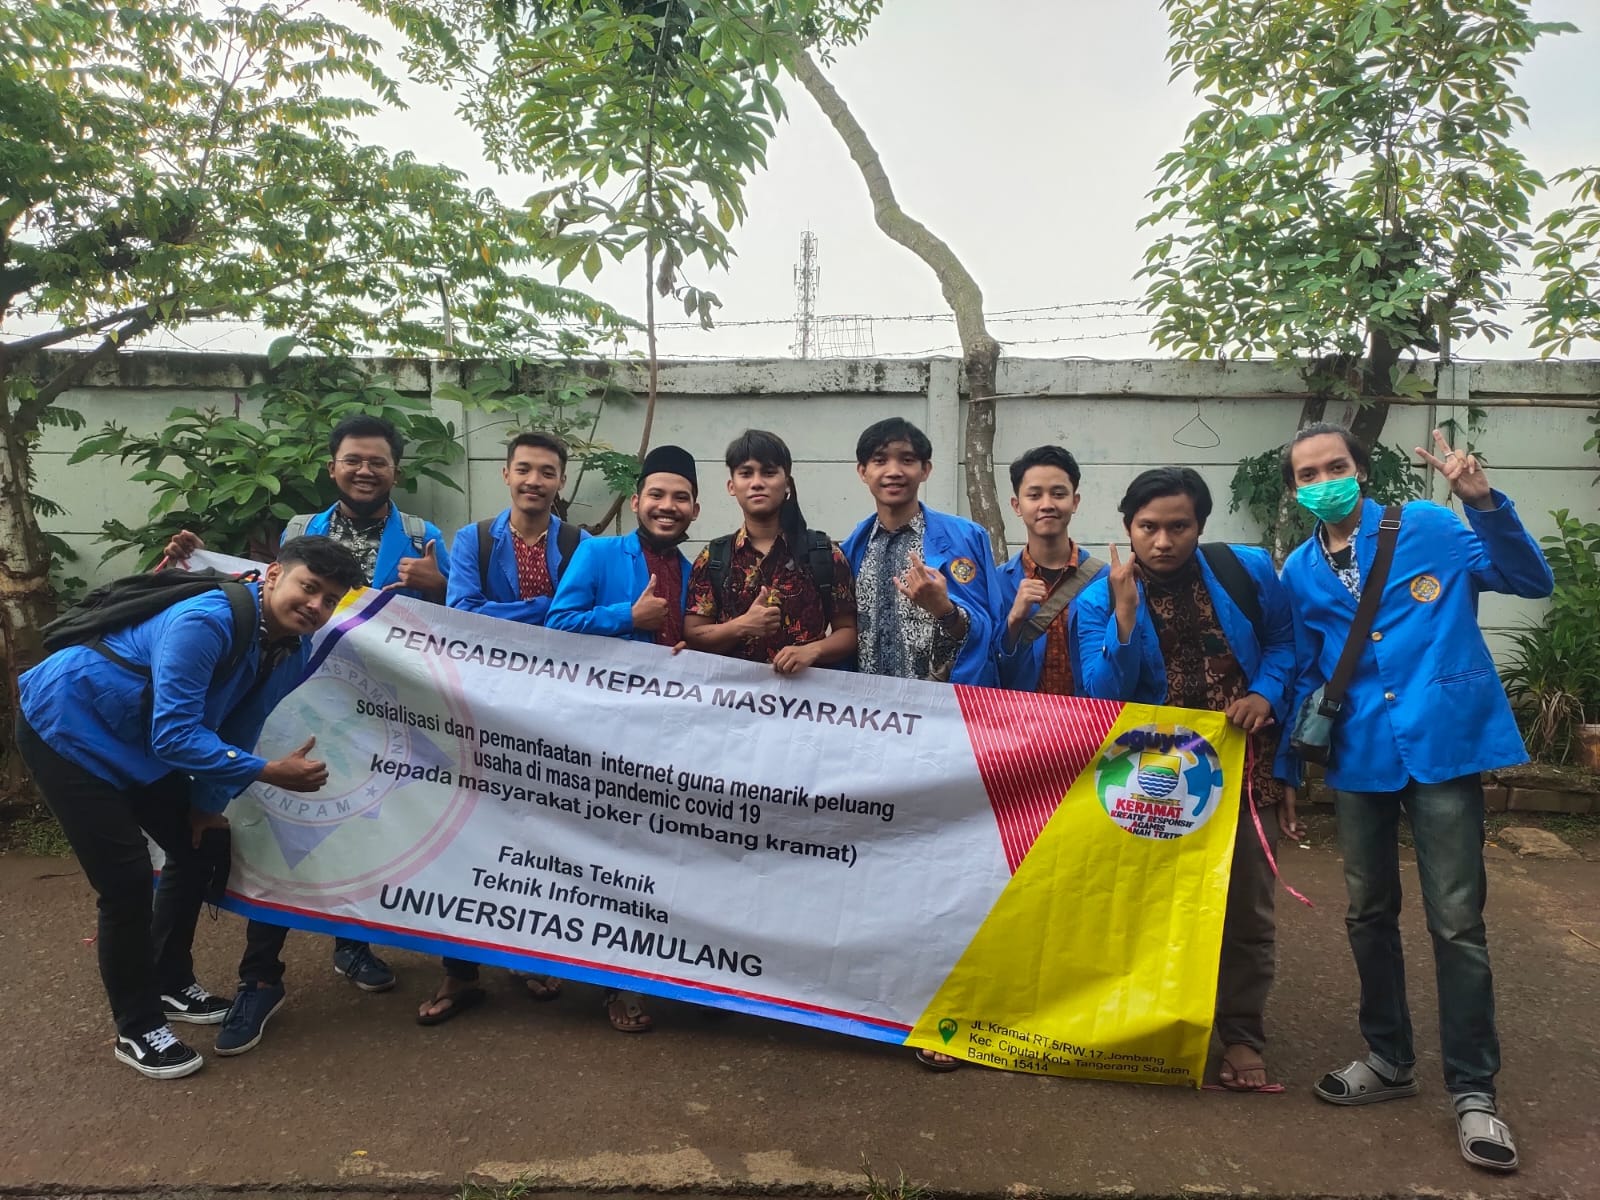 PENGABDIAN KEPADA MASYARAKAT
sosialisasi dan pemanfaatan internet guna menarik peluang
usaha di masa pandemic covid 19
kepada masyarakat joker (jombang kramat)
Fakultas Teknik
Teknik Informatika
UNIVERSITAS PAMULANG
UNPAM
KERAMAT
KREATIF RESPONSIF
AGAMIS
JL.Kramat RT.5/RW.17,Jombang
Kec. Ciputat Kota Tangerang Selatan
Banten 15414